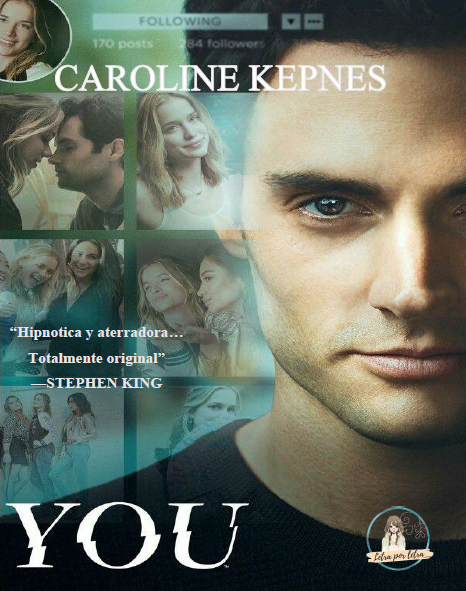 FOLLOWING
170 posts 284 followers
CAROLINE KEPNES
“Hipnotica y aterradora…
Totalmente original”
—STEPHEN KING
YOU
Letra por letra